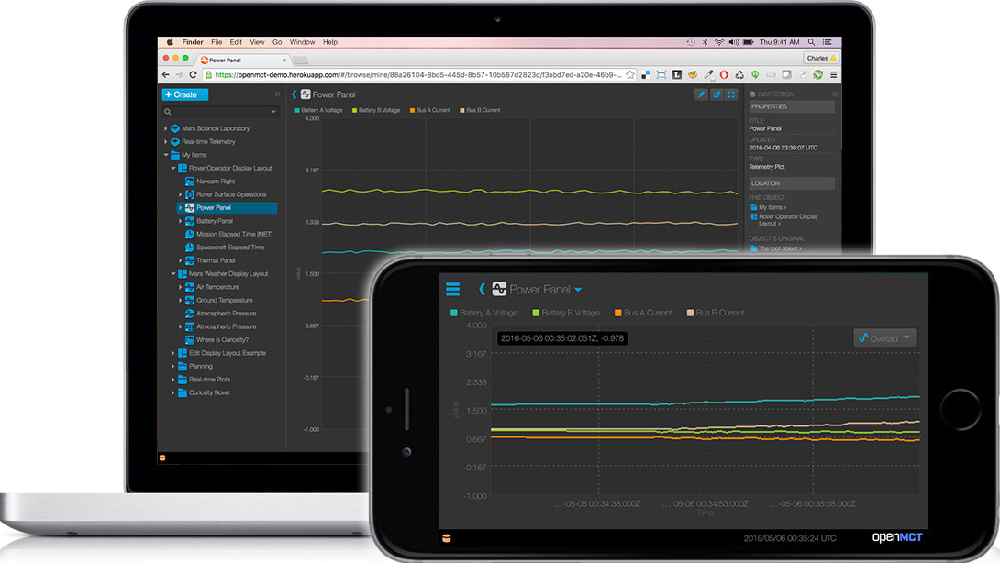 Finder File Edit View Go Window Help Thu 9:41 AM
Power Panel Charles
https://openmct-demo.herokuapp.com/#/browse/mine/88a26104-8bd5-445d-8b57-10b567d2823d/f3abd7ed-a20e-46b9-...
+ Create
Power Panel
INSPECTION
PROPERTIES
Battery A Voltage Battery B Voltage Bus A Current Bus B Current
4.000
3.167
2.333
1.500
0.667
-0.167
-1.000
value
Mars Science Laboratory
Real-time Telemetry
My Items
Rover Operator Display Layout
Navcam Right
Rover Surface Operations
Power Panel
Battery Panel
Mission Elapsed Time (MET)
Spacecraft Elapsed Time
Thermal Panel
Mars Weather Display Layout
Air Temperature
Ground Temperature
Atmospheric Pressure
Atmospheric Pressure
Where is Curiosity?
Edit Display Layout Example
Planning
Real-time Plots
Curiosity Rover
TITLE
Power Panel
UPDATED
2016-04-06 23:36:07 UTC
TYPE
Telemetry Plot
LOCATION
THIS OBJECT
My Items ›
Rover Operator Display
Layout ›
OBJECT'S ORIGINAL
The root object ›
Power Panel
Battery A Voltage Battery B Voltage Bus A Current Bus B Current
4.000
2016-05-06 00:35:02.051Z, -0.978 Overlaid
3.167
2.333
1.500
value
0.667
-0.167
-1.000
...-05-06 00:34:38.000Z ...-05-06 00:34:53.000Z ...-05-06 00:35:08.000Z
Time
2016/05/06 00:35:24 UTC openMCT